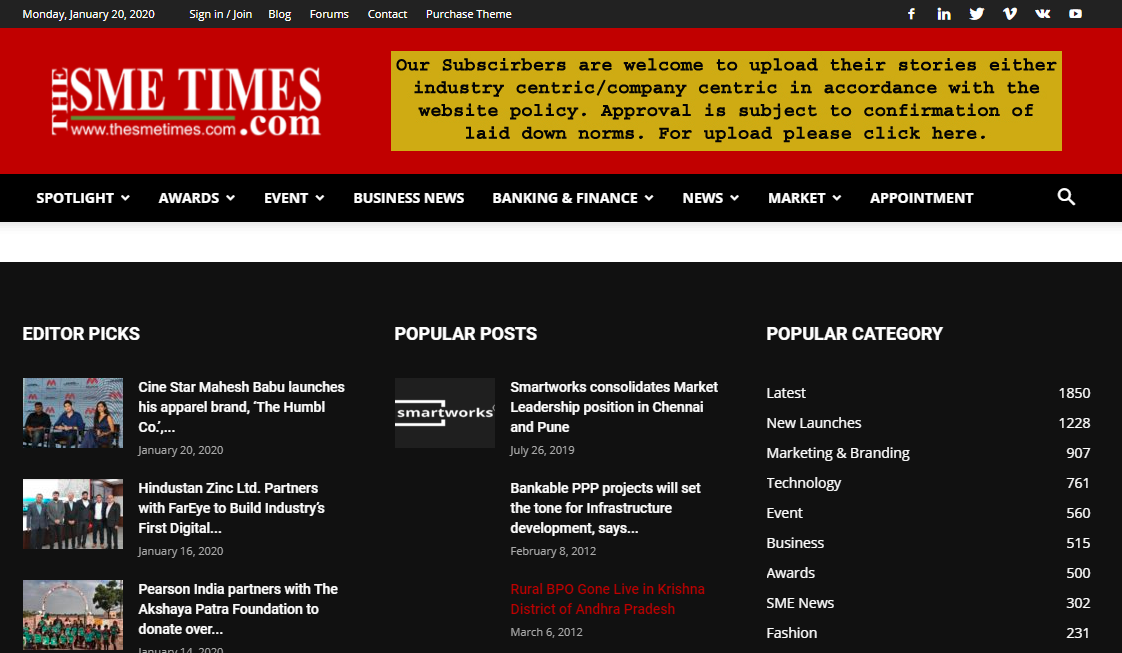 Monday, January 20, 2020 Sign in / Join Blog Forums Contact Purchase Theme
THE SME TIMES
www.thesmetimes.com .com
Our Subscirbers are welcome to upload their stories either
industry centric/company centric in accordance with the
website policy. Approval is subject to confirmation of
laid down norms. For upload please click here.
SPOTLIGHT AWARDS EVENT BUSINESS NEWS BANKING & FINANCE NEWS MARKET APPOINTMENT
EDITOR PICKS
Cine Star Mahesh Babu launches
his apparel brand, ‘The Humbl
Co.’,...
January 20, 2020
Hindustan Zinc Ltd. Partners
with FarEye to Build Industry’s
First Digital...
January 16, 2020
Pearson India partners with The
Akshaya Patra Foundation to
donate over...
January 14, 2020
POPULAR POSTS
smartworks
Smartworks consolidates Market
Leadership position in Chennai
and Pune
July 26, 2019
Bankable PPP projects will set
the tone for Infrastructure
development, says...
February 8, 2012
Rural BPO Gone Live in Krishna
District of Andhra Pradesh
March 6, 2012
POPULAR CATEGORY
Latest 1850
New Launches 1228
Marketing & Branding 907
Technology 761
Event 560
Business 515
Awards 500
SME News 302
Fashion 231